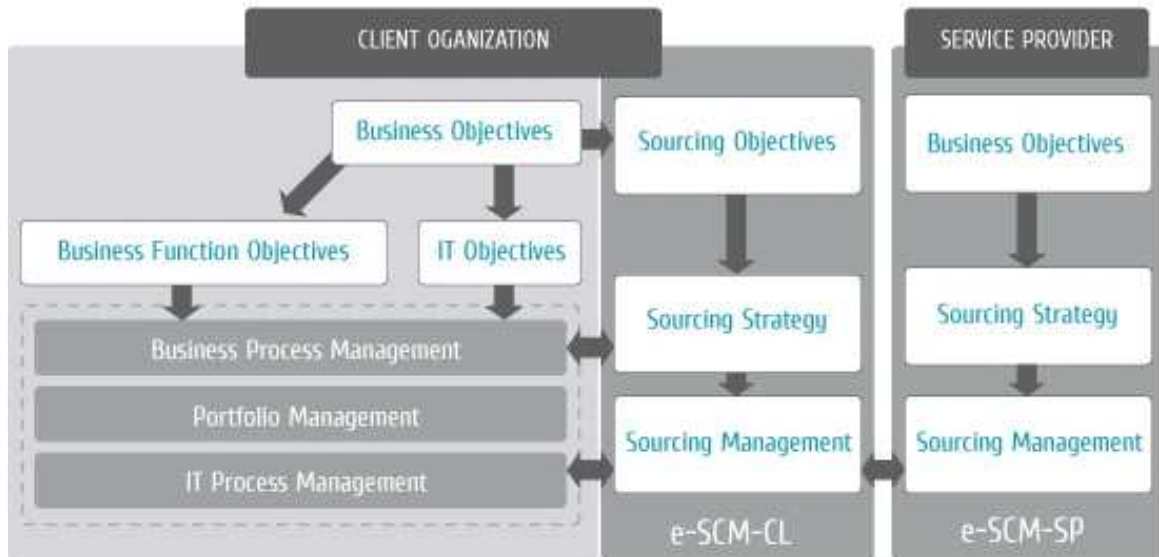 CLIENT OGANIZATION
SERVICE PROVIDER
Business Objectives
Sourcing Objectives
Business Objectives
Business Function Objectives
IT Objectives
Sourcing Strategy
Sourcing Strategy
Business Process Management
Portfolio Management
Sourcing Management
Sourcing Management
IT Process Management
e-SCM-CL
e-SCM-SP